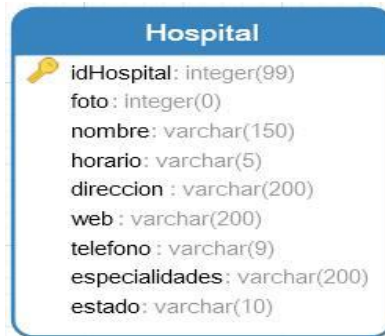 Hospital
idHospital: integer(99)
foto: integer(0)
nombre: varchar(150)
horario: varchar(5)
direccion : varchar(200)
web : varchar(200)
telefono : varchar(9)
especialidades: varchar(200)
estado: varchar(10)